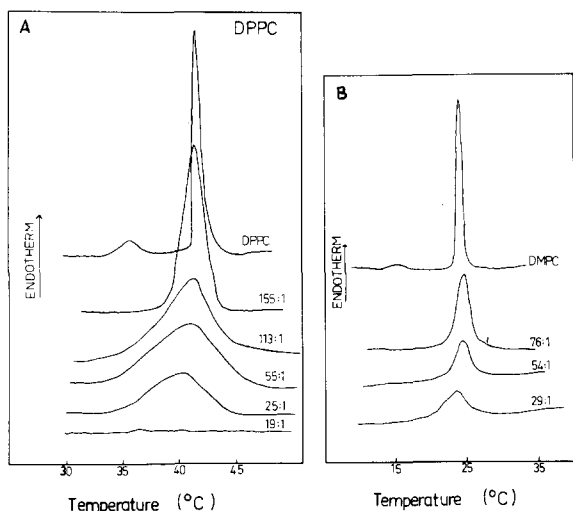 A
DPPC
ENDOTHERM
DPPC
155:1
113:1
55:1
25:1
19:1
30 35 40 45
Temperature (°C)
B
ENDOTHERM
DMPC
76:1
54:1
29:1
15 25 35
Temperature (°C)